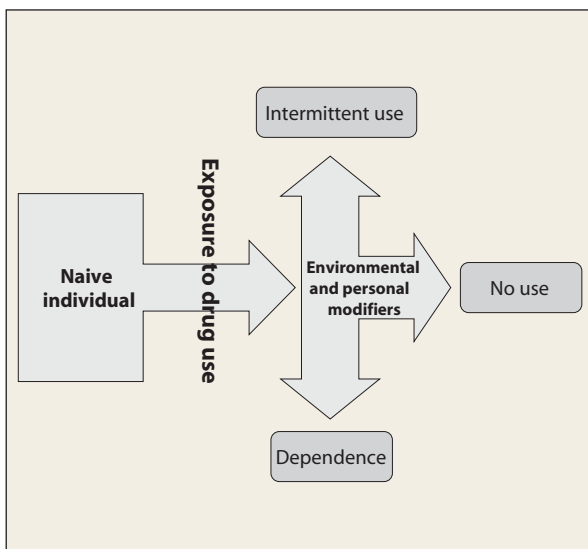 Intermittent use
Exposure to drug use
Naive
individual
Environmental
and personal
modifiers
No use
Dependence